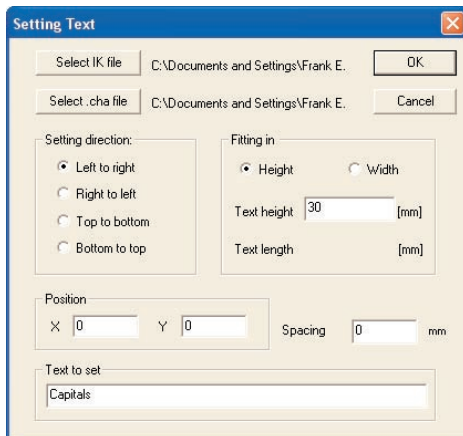 Setting Text
Select IK file C:\Documents and Settings\Frank E. OK
Select .cha file C:\Documents and Settings\Frank E. Cancel
Setting direction: Fitting in
Left to right Height Width
Right to left
Text height 30 [mm]
Top to bottom
Bottom to top Text length [mm]
Position
X 0 Y 0 Spacing 0 mm
Text to set
Capitals